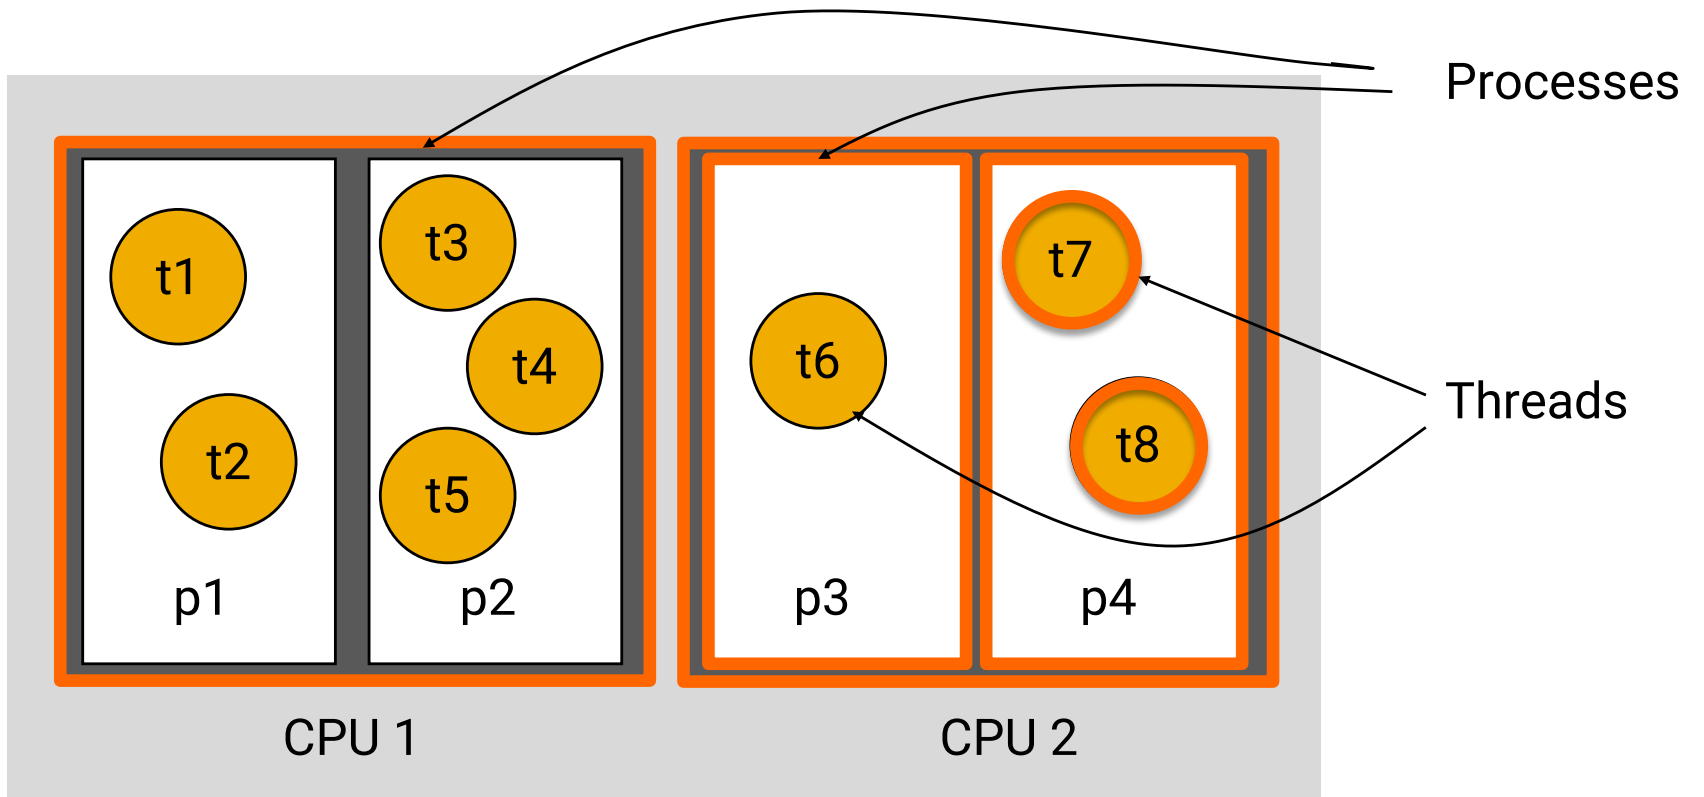 Processes
t1
t2
p1
t3
t4
t5
p2
t6
p3
t7
t8
p4
Threads
CPU 1
CPU 2